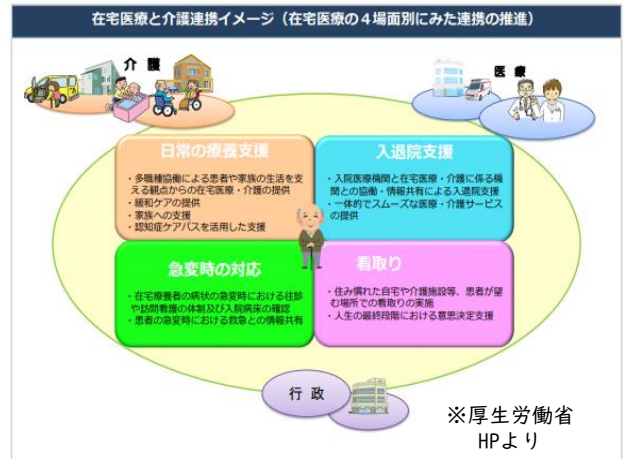 在宅医療と介護連携イメージ（在宅医療の４場面別にみた連携の推進）
介 護
医 療
日常の療養支援
・多職種協働による患者や家族の生活を支
える観点からの在宅医療・介護の提供
・緩和ケアの提供
・家族への支援
・認知症ケアパスを活用した支援
入退院支援
・入院医療機関と在宅医療・介護に係る機
関との協働・情報共有による入退院支援
・一体的でスムーズな医療・介護サービス
の提供
急変時の対応
・在宅療養者の病状の急変時における往診
や訪問看護の体制及び入院病床の確認
・患者の急変時における救急との情報共有
看取り
・住み慣れた自宅や介護施設等、患者が望
む場所での看取りの実施
・人生の最終段階における意思決定支援
行 政
※厚生労働省
HPより